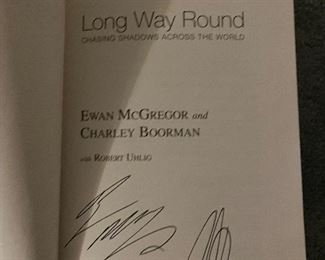 Long Way Round
CHASING SHADOWS ACROSS THE WORLD
EWAN MCGREGOR and
CHARLEY BOORMAN
with ROBERT UHLIG